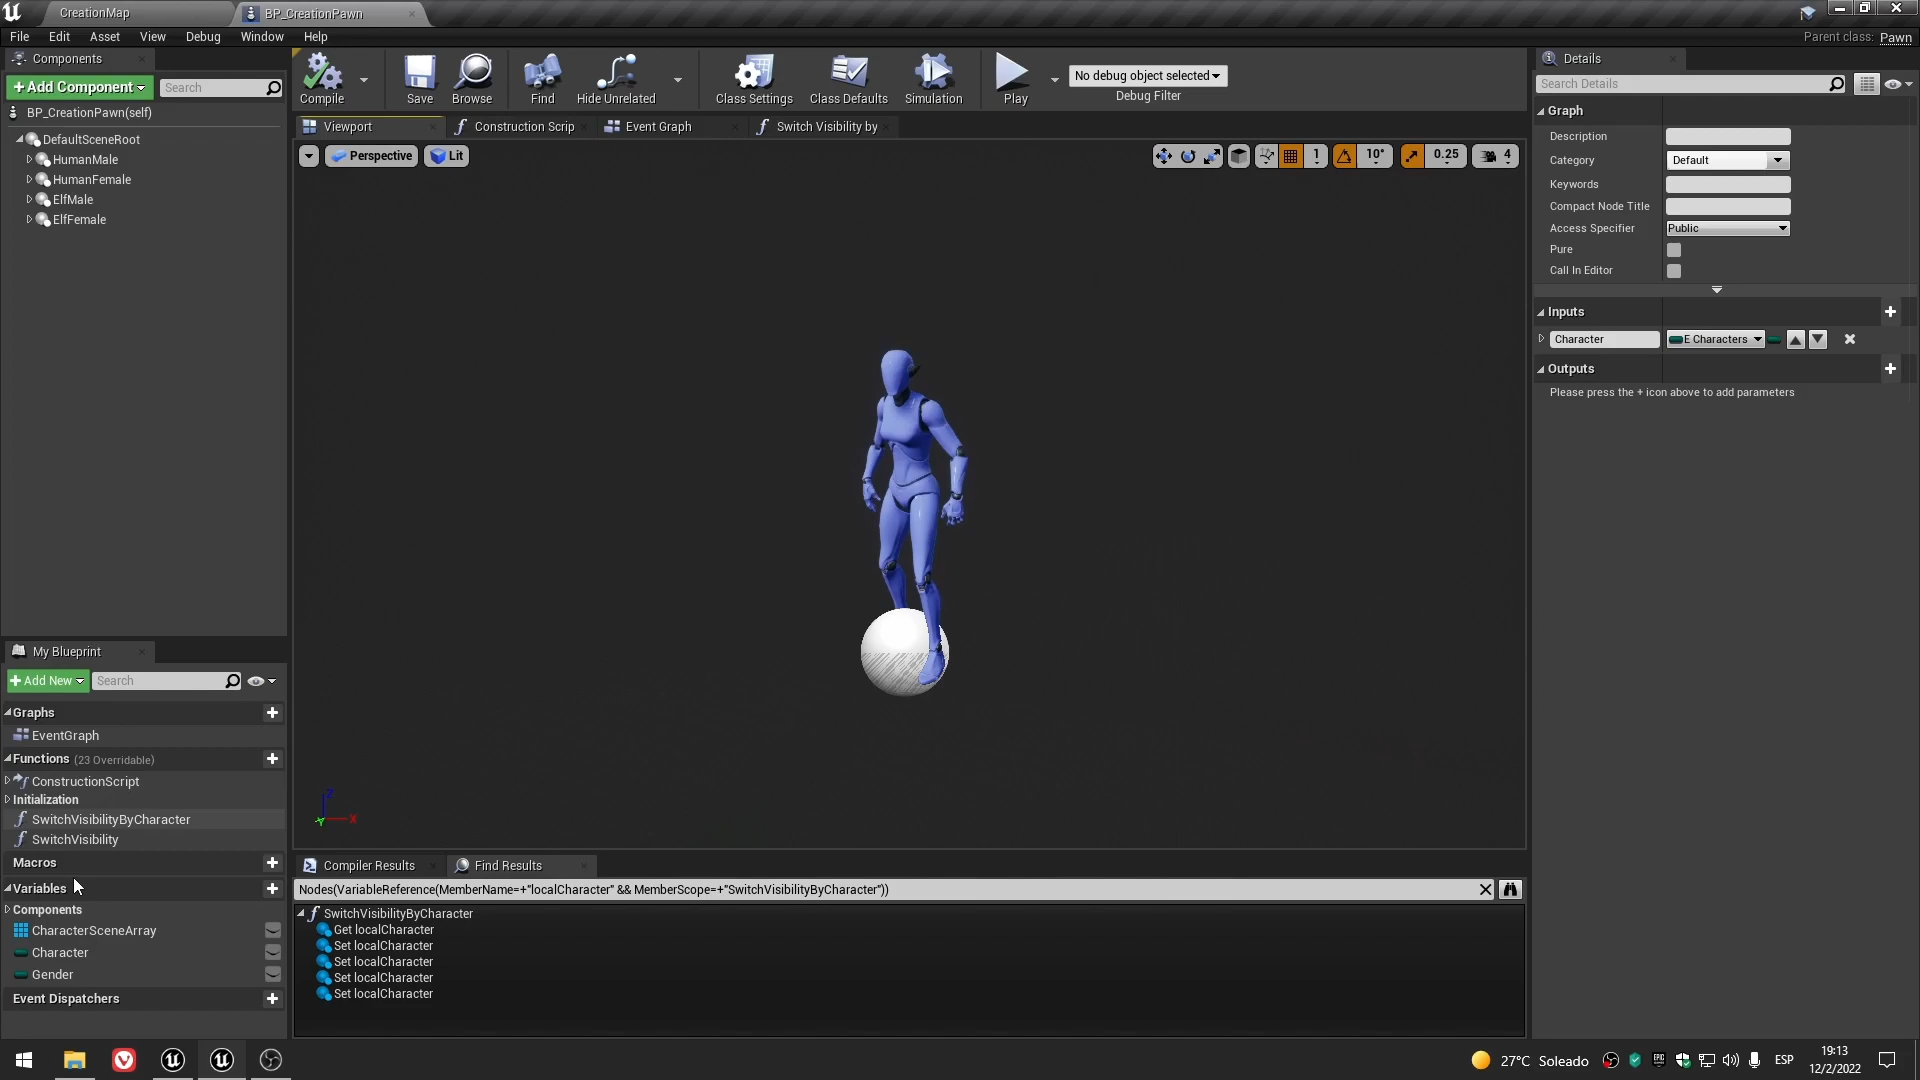 CreationMap
BP_CreationPawn
File Edit Asset View Debug Window Help
Parent class: Pawn
Components
+Add Component
Search
BP_CreationPawn(self)
DefaultSceneRoot
HumanMale
HumanFemale
ElfMale
ElfFemale
Compile
Save
Browse
Find
Hide Unrelated
Class Settings
Class Defaults
Simulation
Play
No debug object selected
Debug Filter
Viewport
Construction Scrip
Event Graph
Switch Visibility by
Perspective
Lit
1
10°
0.25
4
Z
X
Y
Details
Search Details
Graph
Description
Category Default
Keywords
Compact Node Title
Access Specifier Public
Pure
Call In Editor
Inputs
Character E Characters
Outputs
Please press the + icon above to add parameters
My Blueprint
+Add New
Search
Graphs
EventGraph
Functions (23 Overridable)
ConstructionScript
Initialization
SwitchVisibilityByCharacter
SwitchVisibility
Macros
Variables
Components
CharacterSceneArray
Character
Gender
Event Dispatchers
Compiler Results
Find Results
Nodes(VariableReference(MemberName=+"localCharacter" && MemberScope=+"SwitchVisibilityByCharacter"))
SwitchVisibilityByCharacter
Get localCharacter
Set localCharacter
Set localCharacter
Set localCharacter
Set localCharacter
27°C Soleado
EPIC
ESP
19:13
12/2/2022